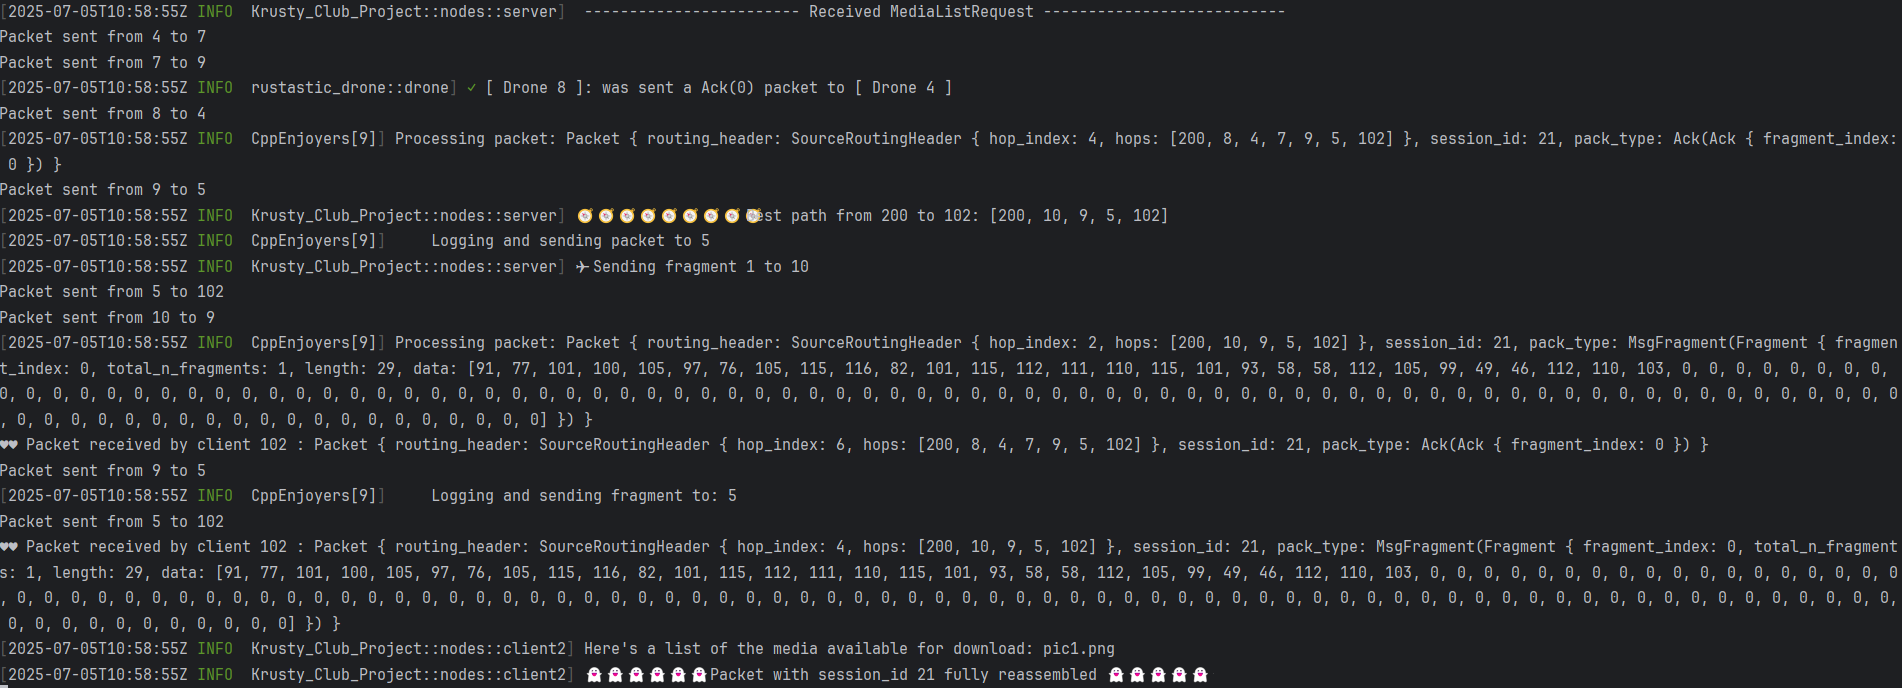 [2025-07-05T10:58:55Z INFO  Krusty_Club_Project::nodes::server]  ------------------------ Received MediaListRequest ---------------------------
Packet sent from 4 to 7
Packet sent from 7 to 9
[2025-07-05T10:58:55Z INFO  rustastic_drone::drone] ✓ [ Drone 8 ]: was sent a Ack(0) packet to [ Drone 4 ]
Packet sent from 8 to 4
[2025-07-05T10:58:55Z INFO  CppEnjoyers[9]] Processing packet: Packet { routing_header: SourceRoutingHeader { hop_index: 4, hops: [200, 8, 4, 7, 9, 5, 102] }, session_id: 21, pack_type: Ack(Ack { fragment_index:
 0 }) }
Packet sent from 9 to 5
[2025-07-05T10:58:55Z INFO  Krusty_Club_Project::nodes::server] 🧭🧭🧭🧭🧭🧭🧭🧭🧭est path from 200 to 102: [200, 10, 9, 5, 102]
[2025-07-05T10:58:55Z INFO  CppEnjoyers[9]]     Logging and sending packet to 5
[2025-07-05T10:58:55Z INFO  Krusty_Club_Project::nodes::server] ✈Sending fragment 1 to 10
Packet sent from 5 to 102
Packet sent from 10 to 9
[2025-07-05T10:58:55Z INFO  CppEnjoyers[9]] Processing packet: Packet { routing_header: SourceRoutingHeader { hop_index: 2, hops: [200, 10, 9, 5, 102] }, session_id: 21, pack_type: MsgFragment(Fragment { fragmen
t_index: 0, total_n_fragments: 1, length: 29, data: [91, 77, 101, 100, 105, 97, 76, 105, 115, 116, 82, 101, 115, 112, 111, 110, 115, 101, 93, 58, 58, 112, 105, 99, 49, 46, 112, 110, 103, 0, 0, 0, 0, 0, 0, 0, 0,
0, 0, 0, 0, 0, 0, 0, 0, 0, 0, 0, 0, 0, 0, 0, 0, 0, 0, 0, 0, 0, 0, 0, 0, 0, 0, 0, 0, 0, 0, 0, 0, 0, 0, 0, 0, 0, 0, 0, 0, 0, 0, 0, 0, 0, 0, 0, 0, 0, 0, 0, 0, 0, 0, 0, 0, 0, 0, 0, 0, 0, 0, 0, 0, 0, 0, 0, 0, 0, 0, 0
, 0, 0, 0, 0, 0, 0, 0, 0, 0, 0, 0, 0, 0, 0, 0, 0, 0, 0, 0, 0] }) }
♥♥ Packet received by client 102 : Packet { routing_header: SourceRoutingHeader { hop_index: 6, hops: [200, 8, 4, 7, 9, 5, 102] }, session_id: 21, pack_type: Ack(Ack { fragment_index: 0 }) }
Packet sent from 9 to 5
[2025-07-05T10:58:55Z INFO  CppEnjoyers[9]]     Logging and sending fragment to: 5
Packet sent from 5 to 102
♥♥ Packet received by client 102 : Packet { routing_header: SourceRoutingHeader { hop_index: 4, hops: [200, 10, 9, 5, 102] }, session_id: 21, pack_type: MsgFragment(Fragment { fragment_index: 0, total_n_fragment
s: 1, length: 29, data: [91, 77, 101, 100, 105, 97, 76, 105, 115, 116, 82, 101, 115, 112, 111, 110, 115, 101, 93, 58, 58, 112, 105, 99, 49, 46, 112, 110, 103, 0, 0, 0, 0, 0, 0, 0, 0, 0, 0, 0, 0, 0, 0, 0, 0, 0, 0
, 0, 0, 0, 0, 0, 0, 0, 0, 0, 0, 0, 0, 0, 0, 0, 0, 0, 0, 0, 0, 0, 0, 0, 0, 0, 0, 0, 0, 0, 0, 0, 0, 0, 0, 0, 0, 0, 0, 0, 0, 0, 0, 0, 0, 0, 0, 0, 0, 0, 0, 0, 0, 0, 0, 0, 0, 0, 0, 0, 0, 0, 0, 0, 0, 0, 0, 0, 0, 0, 0,
 0, 0, 0, 0, 0, 0, 0, 0, 0, 0, 0] }) }
[2025-07-05T10:58:55Z INFO  Krusty_Club_Project::nodes::client2] Here's a list of the media available for download: pic1.png
[2025-07-05T10:58:55Z INFO  Krusty_Club_Project::nodes::client2] 👻👻👻👻👻👻Packet with session_id 21 fully reassembled 👻👻👻👻👻